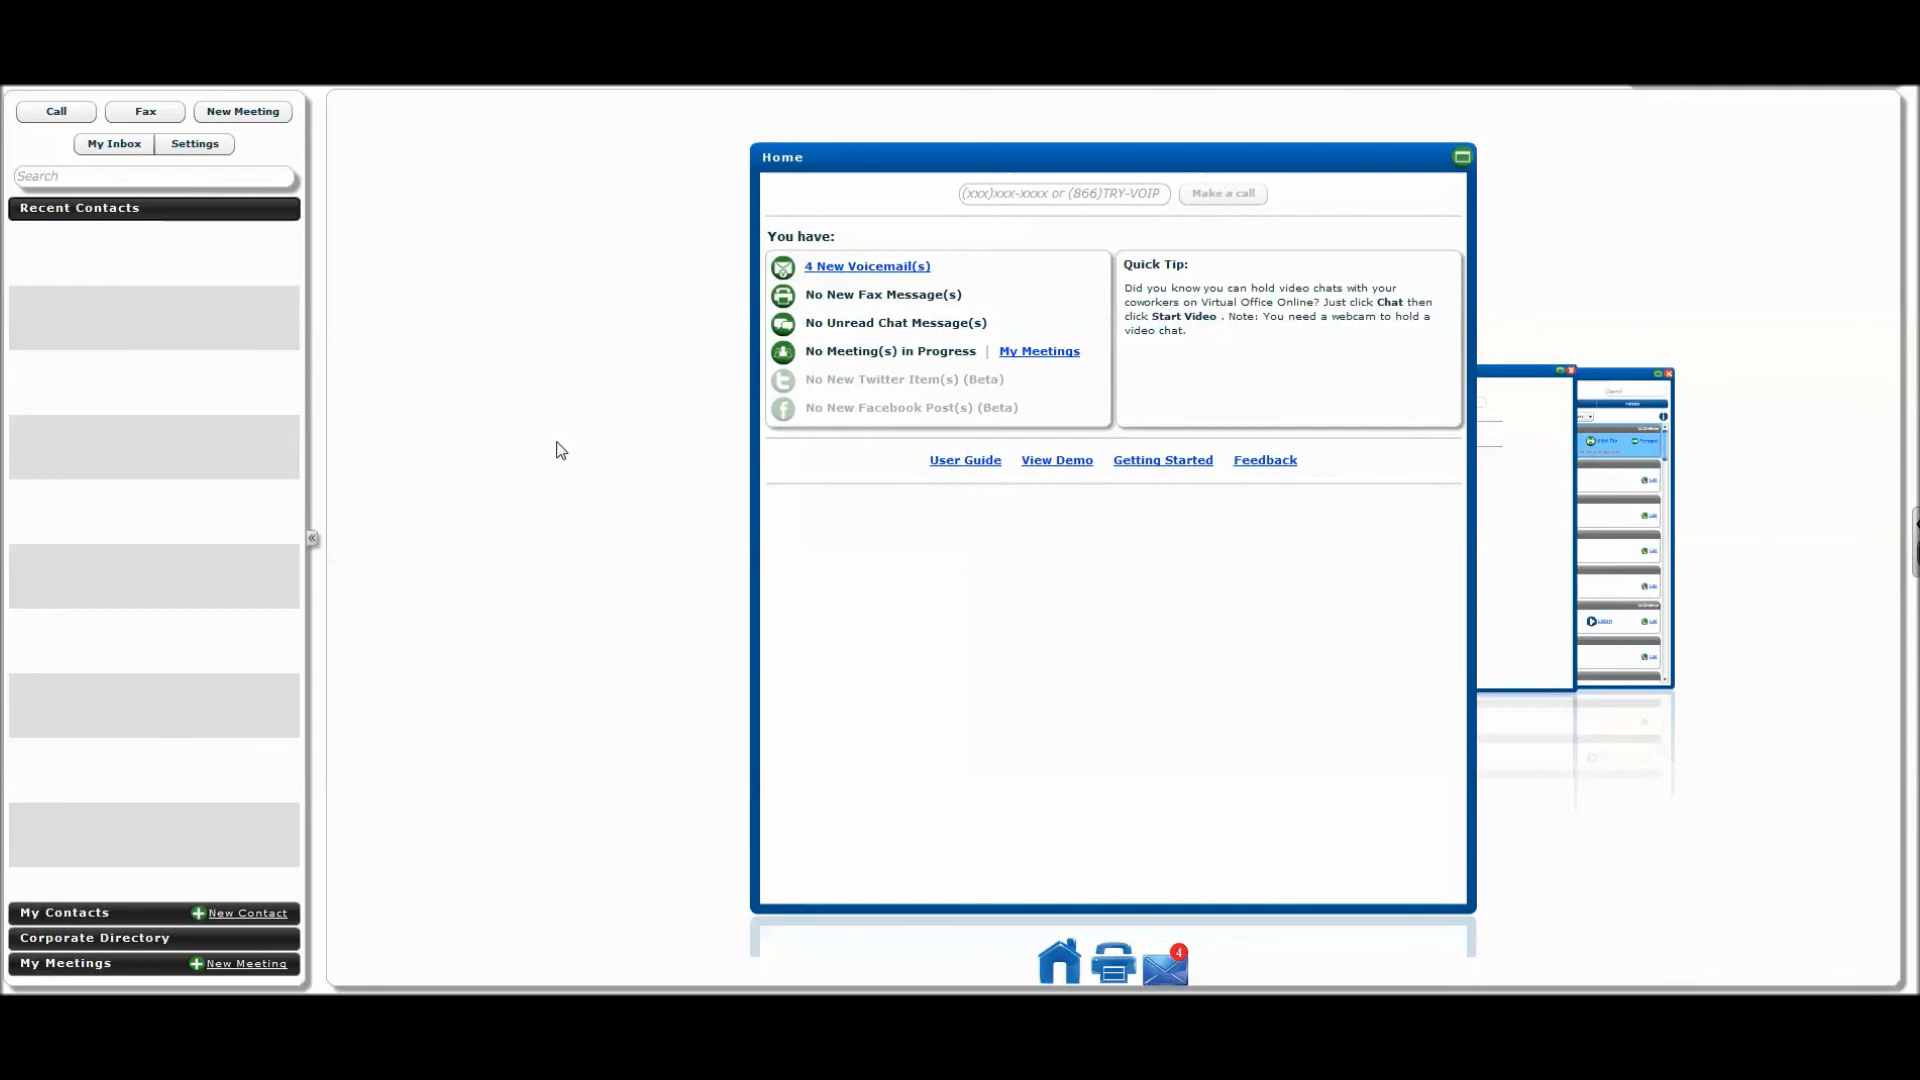 Call
Fax
New Meeting
My Inbox
Settings
Search
Recent Contacts
My Contacts
New Contact
Corporate Directory
My Meetings
New Meeting
Home
(xxx)xxx-xxxx or (866)TRY-VOIP
Make a call
You have:
4 New Voicemail(s)
No New Fax Message(s)
No Unread Chat Message(s)
No Meeting(s) in Progress | My Meetings
No New Twitter Item(s) (Beta)
No New Facebook Post(s) (Beta)
Quick Tip:
Did you know you can hold video chats with your
coworkers on Virtual Office Online? Just click Chat then
click Start Video . Note: You need a webcam to hold a
video chat.
User Guide
View Demo
Getting Started
Feedback
4